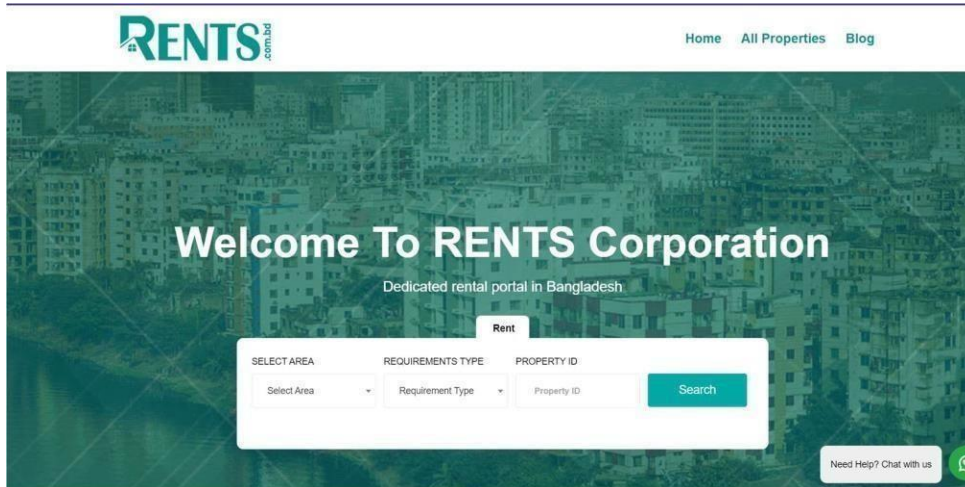 RENTS .com.bd
Home All Properties Blog
Welcome To RENTS Corporation
Dedicated rental portal in Bangladesh
Rent
SELECT AREA REQUIREMENTS TYPE PROPERTY ID
Select Area Requirement Type Property ID Search
Need Help? Chat with us